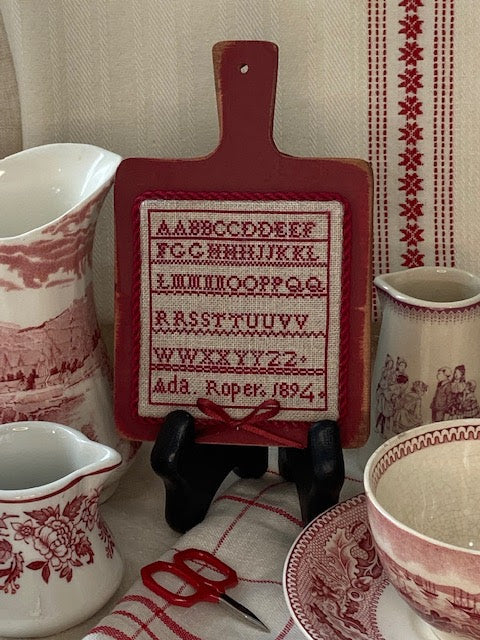 AABBCCDDEEF
FGGHHIIJJKKL
LMMNNOOPPQQ
RRSSTTUUVV
WWXXYYZZ.
Ada. Roper. 1894.